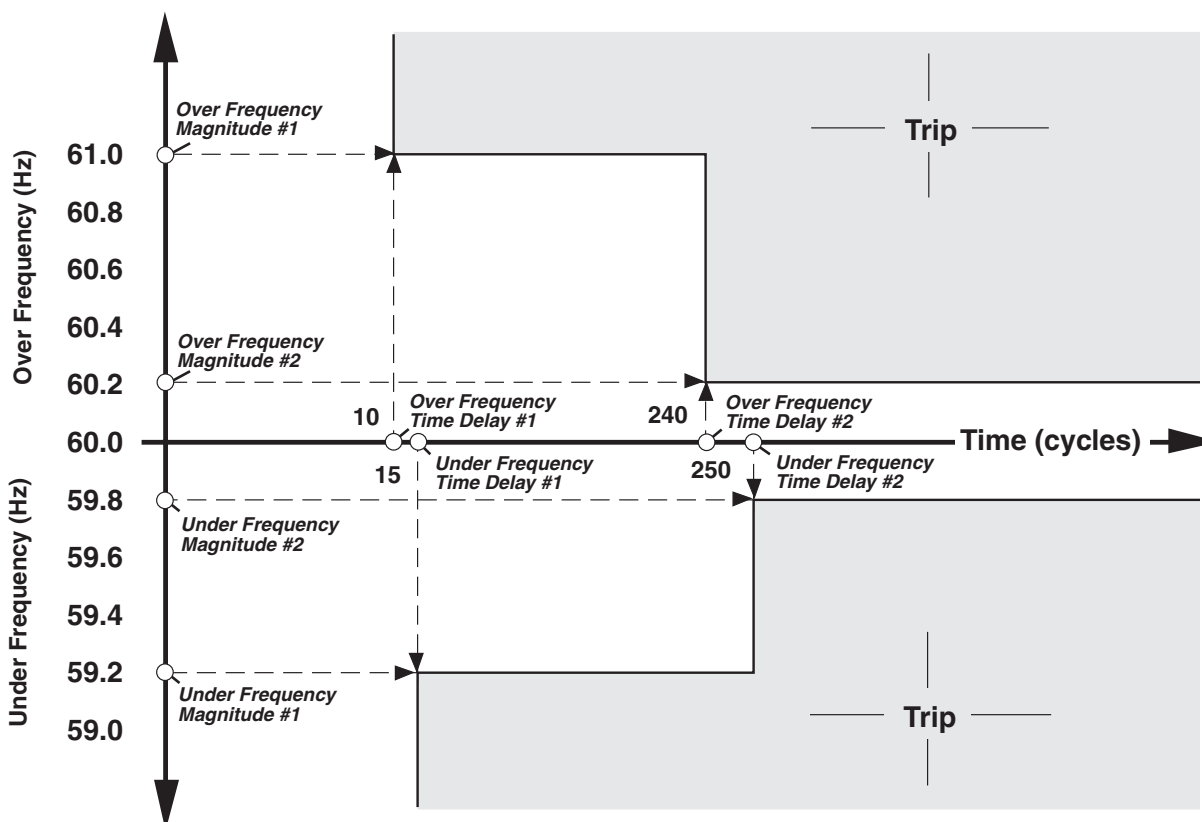 Over Frequency
Magnitude #1
Trip
61.0
60.8
60.6
60.4
Over Frequency (Hz)
Over Frequency
Magnitude #2
60.2
10
Over Frequency
Time Delay #1
240
Over Frequency
Time Delay #2
60.0
Time (cycles)
15
Under Frequency
Time Delay #1
250
Under Frequency
Time Delay #2
59.8
Under Frequency
Magnitude #2
59.6
59.4
Under Frequency (Hz)
59.2
Under Frequency
Magnitude #1
59.0
Trip